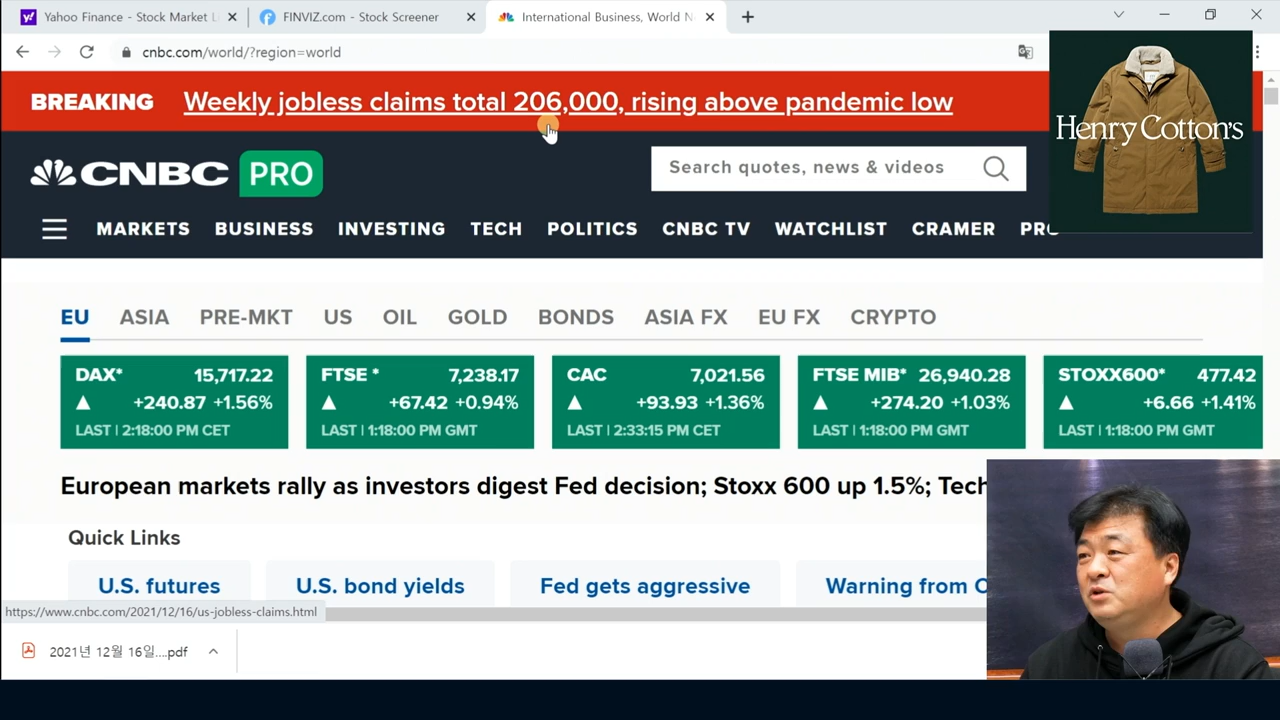 Yahoo Finance - Stock Market L
FINVIZ.com - Stock Screener
International Business, World N
cnbc.com/world/?region=world
BREAKING Weekly jobless claims total 206,000, rising above pandemic low
Henry Cotton's
CNBC PRO
Search quotes, news & videos
MARKETS BUSINESS INVESTING TECH POLITICS CNBC TV WATCHLIST CRAMER PRO
EU ASIA PRE-MKT US OIL GOLD BONDS ASIA FX EU FX CRYPTO
DAX* 15,717.22
+240.87 +1.56%
LAST | 2:18:00 PM CET
FTSE * 7,238.17
+67.42 +0.94%
LAST | 1:18:00 PM GMT
CAC 7,021.56
+93.93 +1.36%
LAST | 2:33:15 PM CET
FTSE MIB* 26,940.28
+274.20 +1.03%
LAST | 1:18:00 PM GMT
STOXX600* 477.42
+6.66 +1.41%
LAST | 1:18:00 PM GMT
European markets rally as investors digest Fed decision; Stoxx 600 up 1.5%; Tech
Quick Links
U.S. futures
U.S. bond yields
Fed gets aggressive
Warning from
https://www.cnbc.com/2021/12/16/us-jobless-claims.html
2021년 12월 16일....pdf